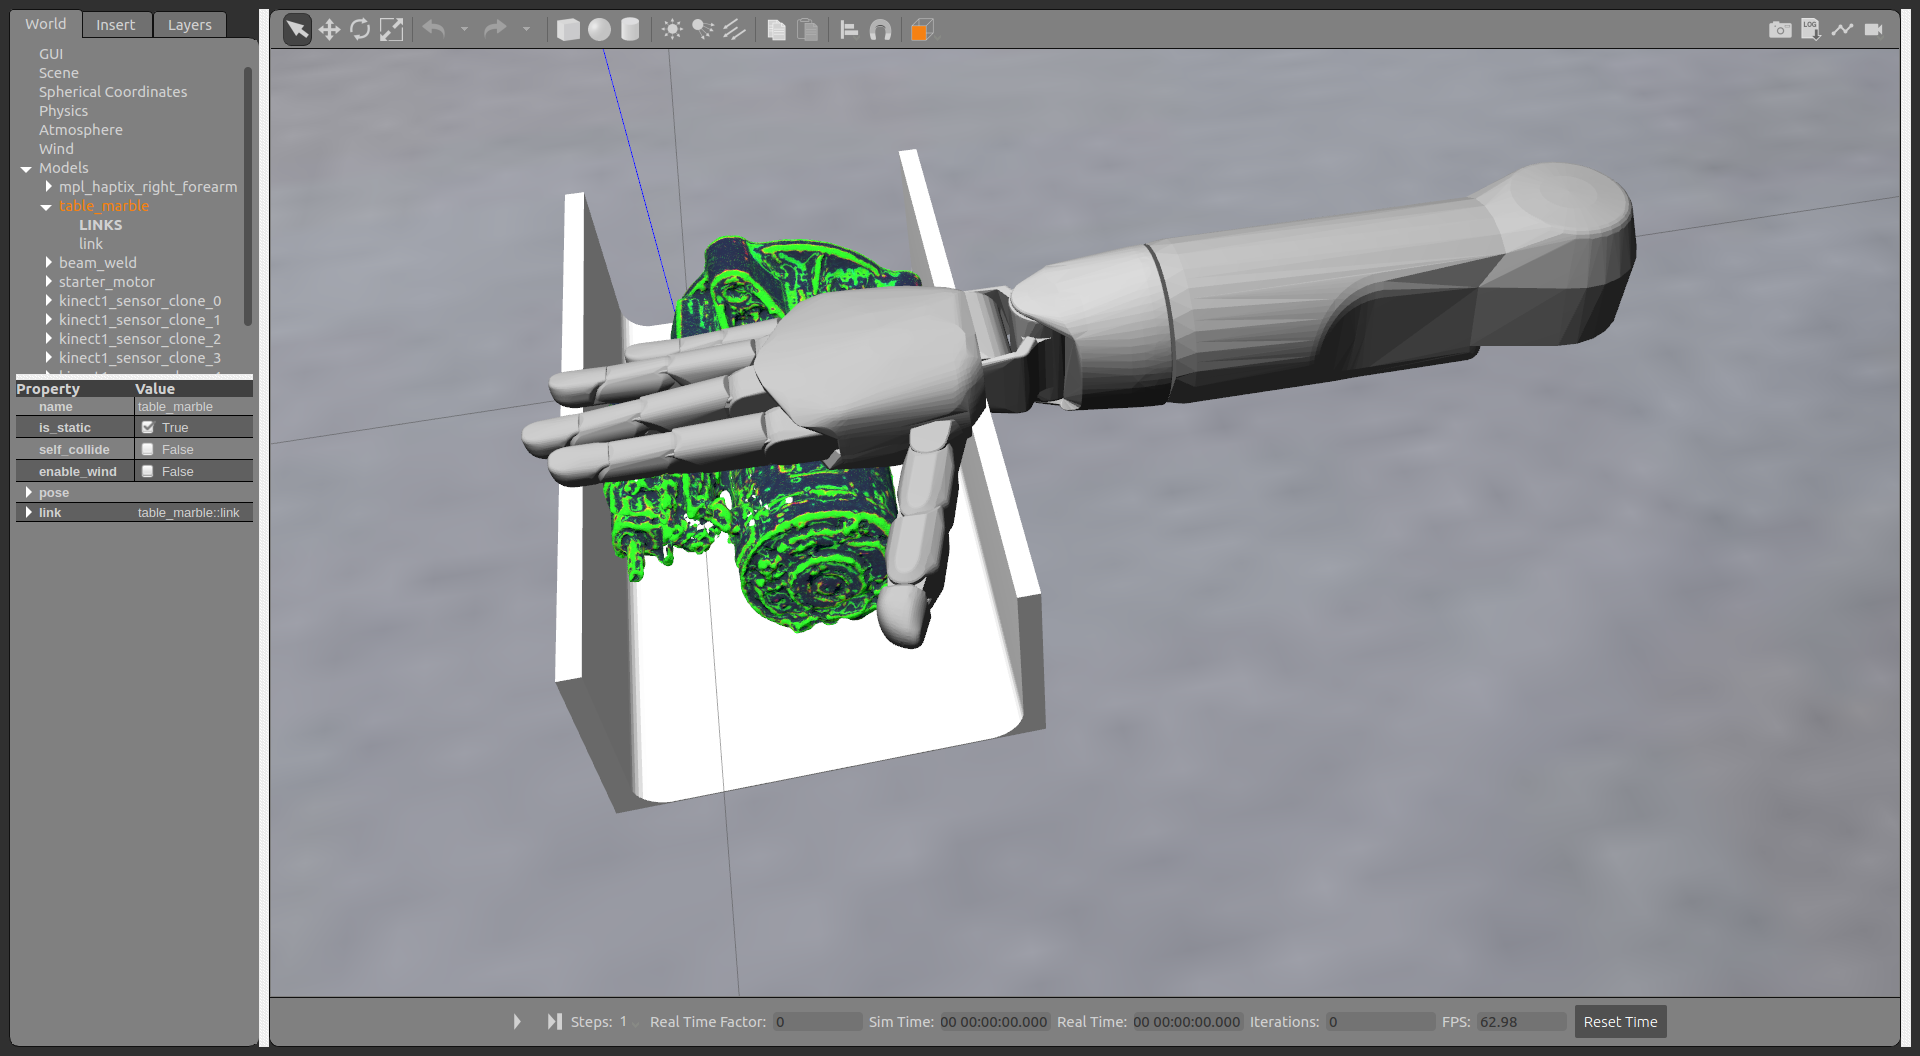 World Insert Layers
GUI
Scene
Spherical Coordinates
Physics
Atmosphere
Wind
Models
mpl_haptix_right_forearm
table_marble
LINKS
link
beam_weld
starter_motor
kinect1_sensor_clone_0
kinect1_sensor_clone_1
kinect1_sensor_clone_2
kinect1_sensor_clone_3
Property Value
name table_marble
is_static True
self_collide False
enable_wind False
pose
link table_marble::link
LOG
Steps: 1 Real Time Factor: 0 Sim Time: 00 00:00:00.000 Real Time: 00 00:00:00.000 Iterations: 0 FPS: 62.98 Reset Time